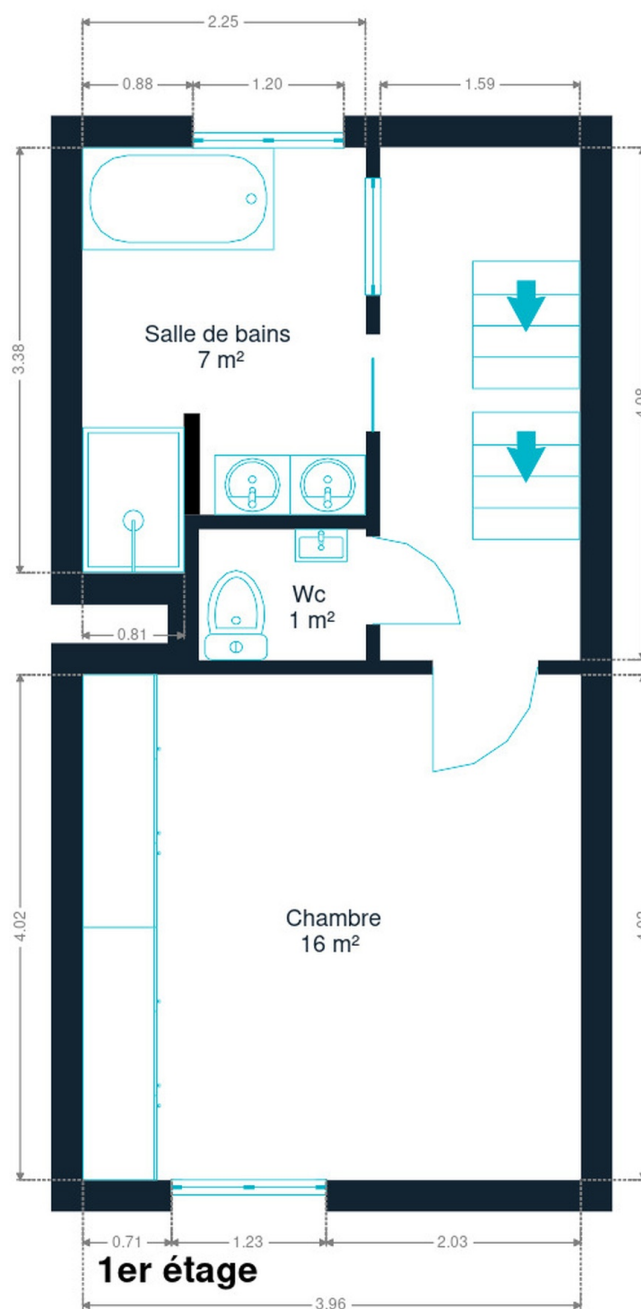 2.25
0.88
1.20
1.59
3.38
Salle de bains
7 m²
Wc
1 m²
0.81
4.02
Chambre
16 m²
0.71
1.23
2.03
1er étage
3.96